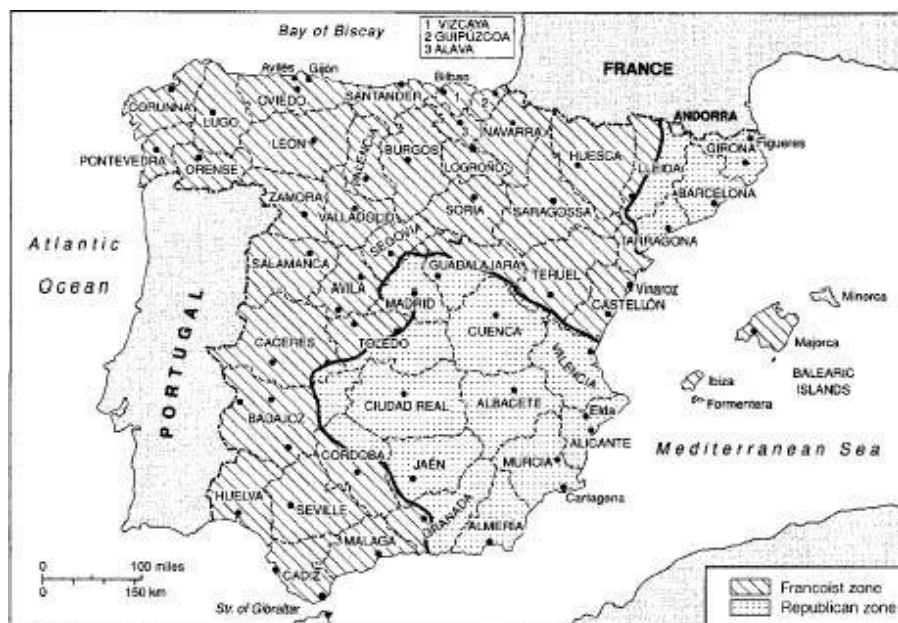 Bay of Biscay
1 VIZCAYA
2 GUIPÚZCOA
3 ALAVA
FRANCE
Avilés
Gijón
Bilbao
CORUNNA
LUGO
OVIEDO
SANTANDER
1
2
3
NAVARRA
ANDORRA
PONTEVEDRA
ORENSE
LEON
PALENCIA
BURGOS
LOGROÑO
HUESCA
LLEIDA
GIRONA
Figueres
BARCELONA
ZAMORA
VALLADOLID
SORIA
SARAGOSSA
TARRAGONA
Atlantic
Ocean
PORTUGAL
SALAMANCA
SEGOVIA
AVILA
GUADALAJARA
MADRID
TERUEL
Vinaroz
CASTELLÓN
Minorca
Majorca
BALEARIC
ISLANDS
Ibiza
Formentera
CACERES
TOLEDO
CUENCA
VALENCIA
BADAJOZ
CIUDAD REAL
ALBACETE
Elda
ALICANTE
Mediterranean Sea
CORDOBA
JAÉN
MURCIA
Cartagena
HUELVA
SEVILLE
GRANADA
ALMERIA
MALAGA
CADIZ
0 100 miles
0 150 km
Str. of Gibraltar
Francoist zone
Republican zone